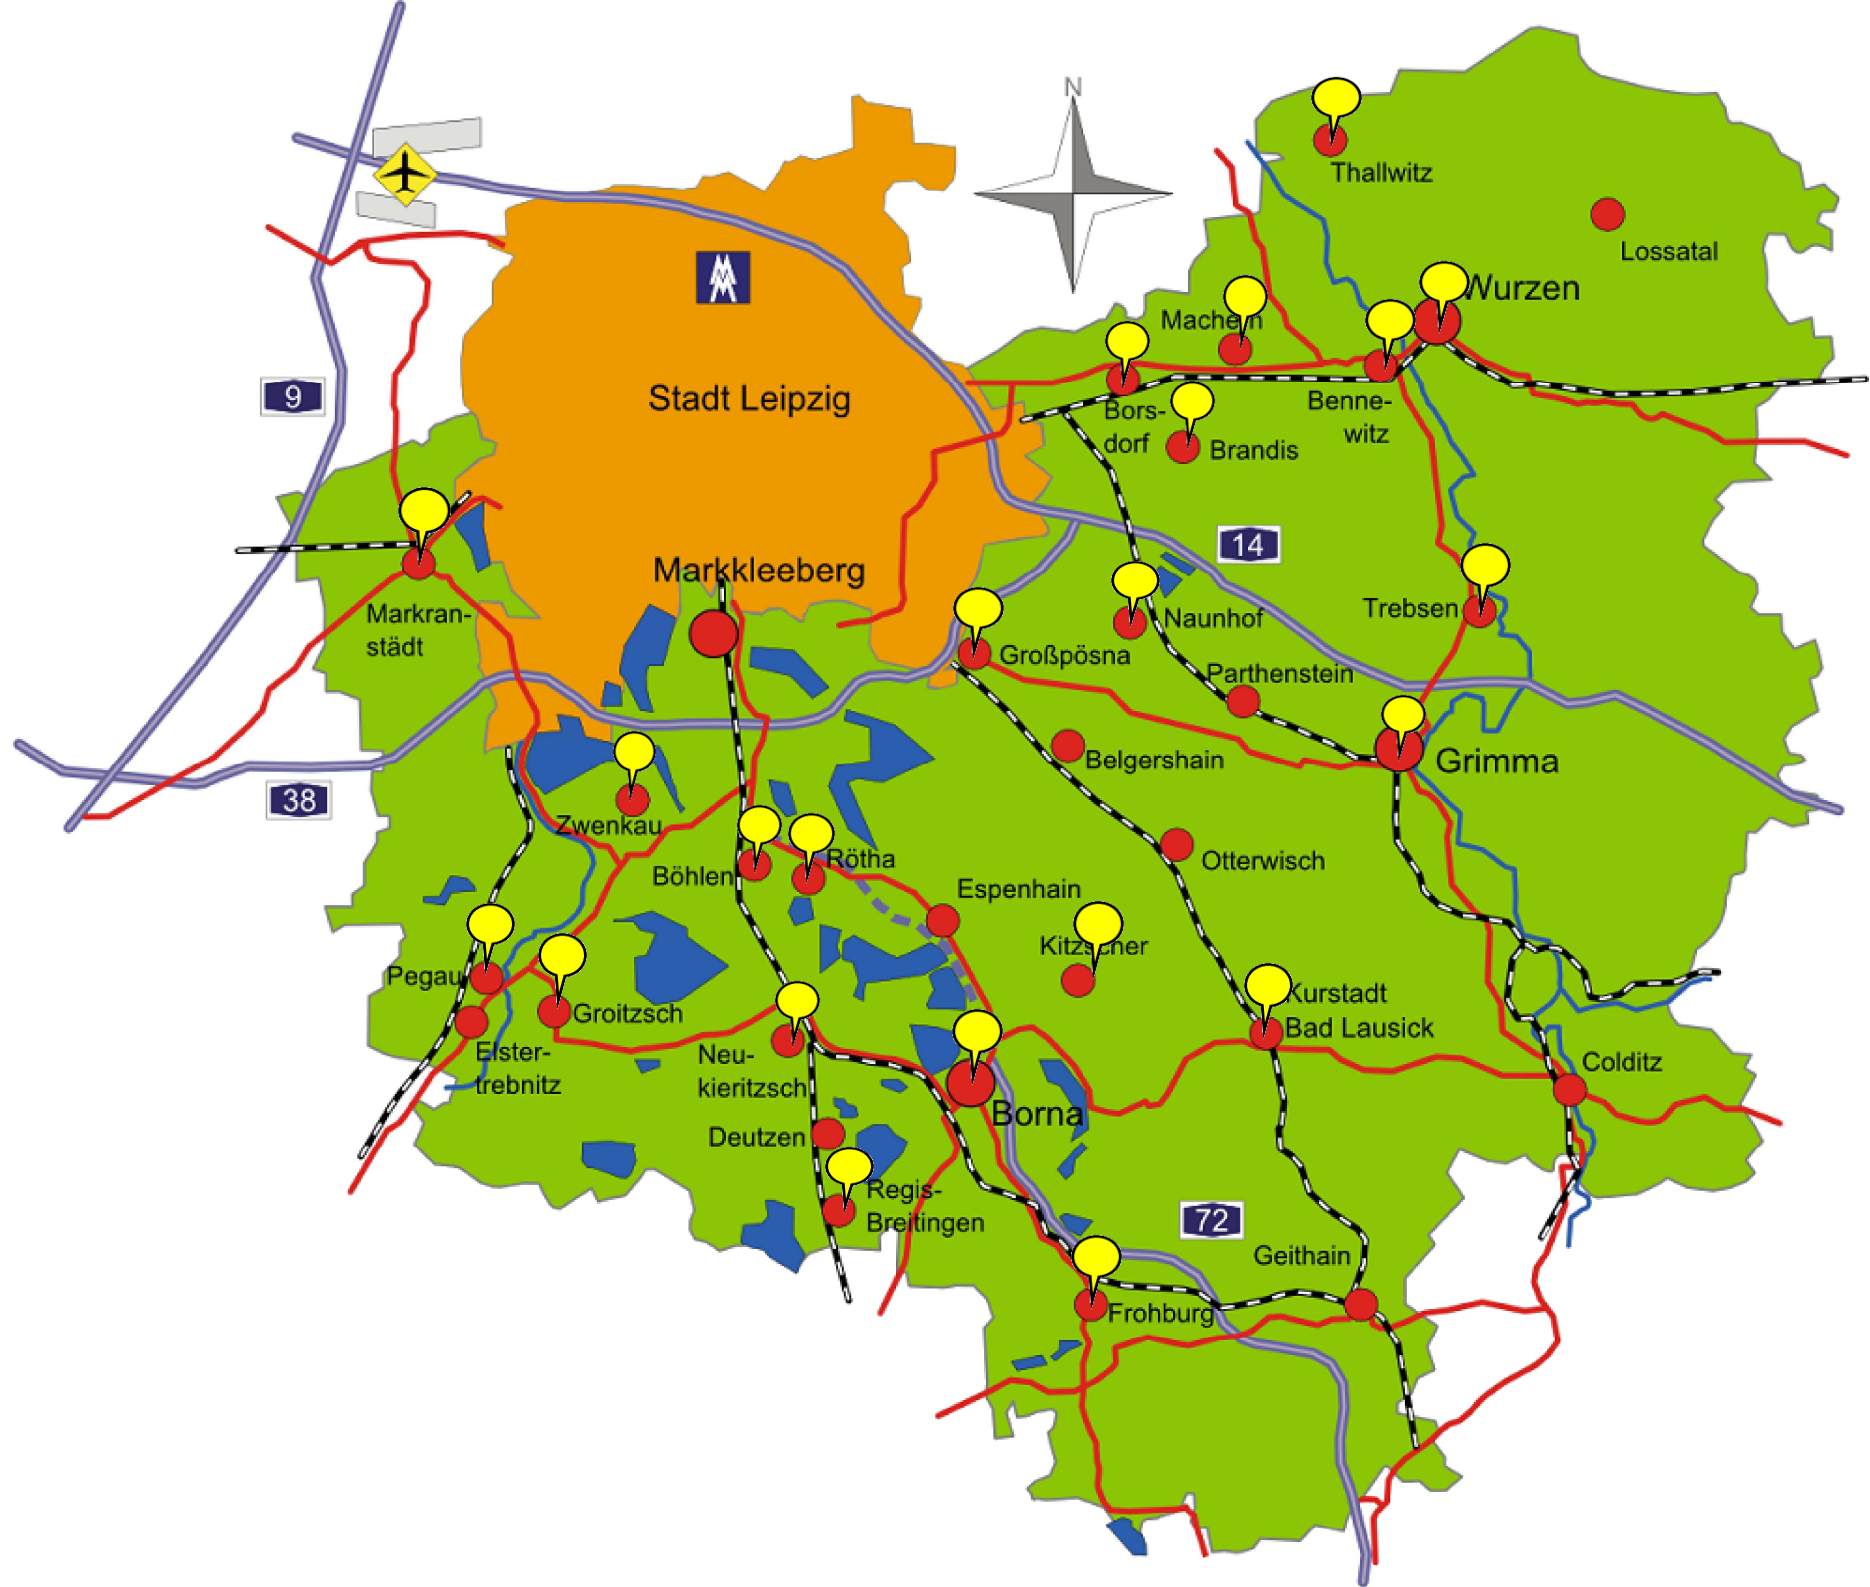 N
Thallwitz
Lossatal
Wurzen
Machern
9
Stadt Leipzig
Bors-
dorf
Brandis
Benne-
witz
14
Markkleeberg
Markran-
städt
Naunhof
Trebsen
Großpösna
Parthenstein
Belgershain
Grimma
38
Zwenkau
Rötha
Böhlen
Otterwisch
Espenhain
Kitzscher
Pegau
Groitzsch
Kurstadt
Bad Lausick
Elster-
trebnitz
Neu-
kieritzsch
Colditz
Borna
Deutzen
Regis-
Breitingen
72
Geithain
Frohburg